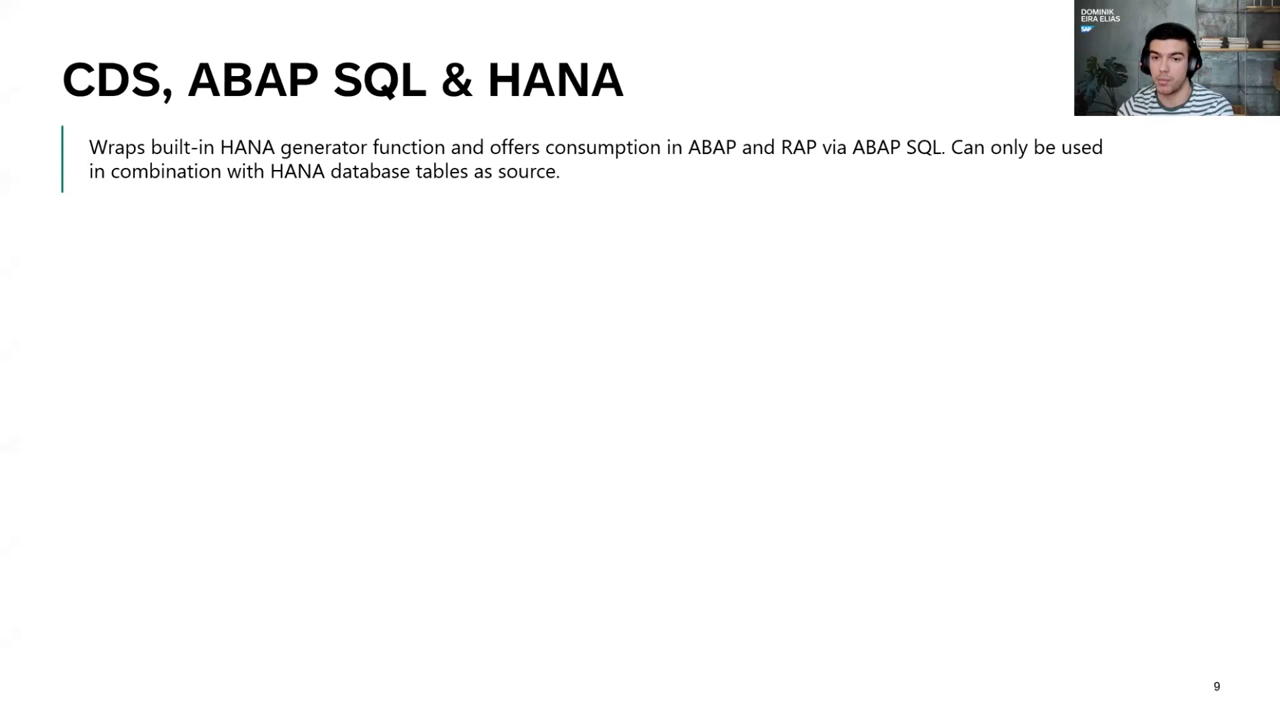 CDS, ABAP SQL & HANA
Wraps built-in HANA generator function and offers consumption in ABAP and RAP via ABAP SQL. Can only be used
in combination with HANA database tables as source.
DOMINIK
EIRA ELIAS
SAP
9